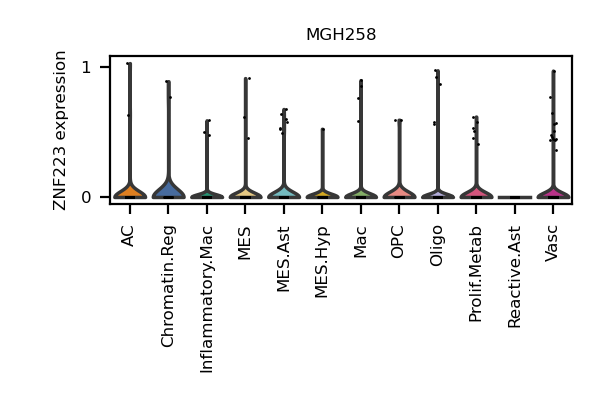 MGH258
ZNF223 expression
1
0
AC
Chromatin.Reg
Inflammatory.Mac
MES
MES.Ast
MES.Hyp
Mac
OPC
Oligo
Prolif.Metab
Reactive.Ast
Vasc